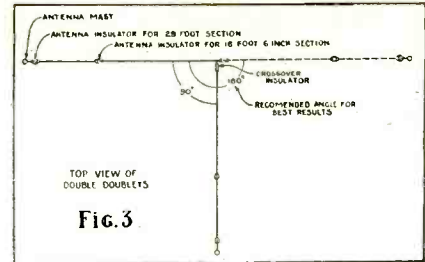 ANTENNA MAST
ANTENNA INSULATOR FOR 29 FOOT SECTION
ANTENNA INSULATOR FOR 16 FOOT 6 INCH SECTION
CROSSOVER
INSULATOR
90°
180°
RECOMENDED ANGLE FOR
BEST RESULTS
TOP VIEW OF
DOUBLE DOUBLETS
Fig.3